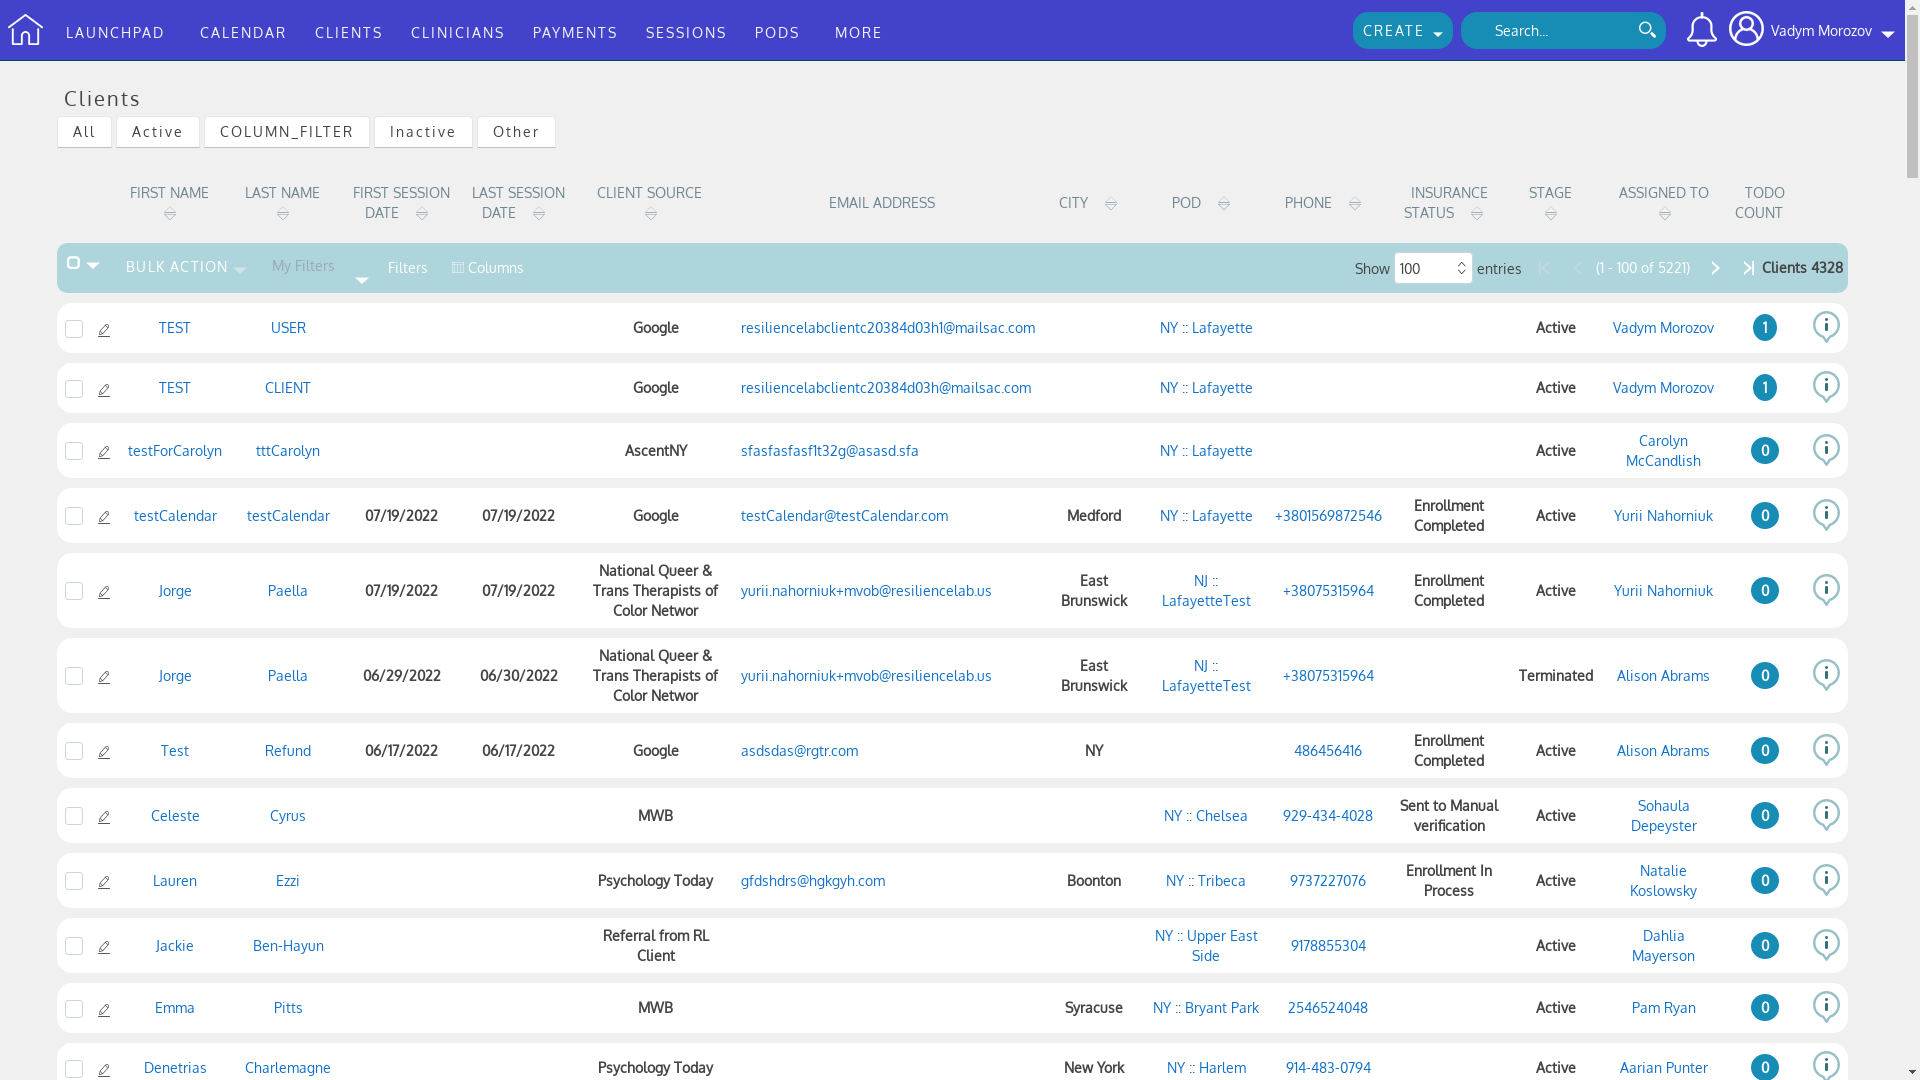 LAUNCHPAD CALENDAR CLIENTS CLINICIANS PAYMENTS SESSIONS PODS MORE CREATE Search... Vadym Morozov
Clients
All Active COLUMN_FILTER Inactive Other
FIRST NAME LAST NAME FIRST SESSION DATE LAST SESSION DATE CLIENT SOURCE EMAIL ADDRESS CITY POD PHONE INSURANCE STATUS STAGE ASSIGNED TO TODO COUNT
BULK ACTION My Filters Filters Columns Show 100 entries (1 - 100 of 5221) Clients 4328
TEST USER Google resiliencelabclientc20384d03h1@mailsac.com NY :: Lafayette Active Vadym Morozov 1
TEST CLIENT Google resiliencelabclientc20384d03h@mailsac.com NY :: Lafayette Active Vadym Morozov 1
testForCarolyn tttCarolyn AscentNY sfasfasfasf1t32g@asasd.sfa NY :: Lafayette Active Carolyn McCandlish 0
testCalendar testCalendar 07/19/2022 07/19/2022 Google testCalendar@testCalendar.com Medford NY :: Lafayette +3801569872546 Enrollment Completed Active Yurii Nahorniuk 0
Jorge Paella 07/19/2022 07/19/2022 National Queer & Trans Therapists of Color Networ yurii.nahorniuk+mvob@resiliencelab.us East Brunswick NJ :: LafayetteTest +38075315964 Enrollment Completed Active Yurii Nahorniuk 0
Jorge Paella 06/29/2022 06/30/2022 National Queer & Trans Therapists of Color Networ yurii.nahorniuk+mvob@resiliencelab.us East Brunswick NJ :: LafayetteTest +38075315964 Terminated Alison Abrams 0
Test Refund 06/17/2022 06/17/2022 Google asdsdas@rgtr.com NY 486456416 Enrollment Completed Active Alison Abrams 0
Celeste Cyrus MWB NY :: Chelsea 929-434-4028 Sent to Manual verification Active Sohaula Depeyster 0
Lauren Ezzi Psychology Today gfdshdrs@hgkgyh.com Boonton NY :: Tribeca 9737227076 Enrollment In Process Active Natalie Koslowsky 0
Jackie Ben-Hayun Referral from RL Client NY :: Upper East Side 9178855304 Active Dahlia Mayerson 0
Emma Pitts MWB Syracuse NY :: Bryant Park 2546524048 Active Pam Ryan 0
Denetrias Charlemagne Psychology Today New York NY :: Harlem 914-483-0794 Active Aarian Punter 0